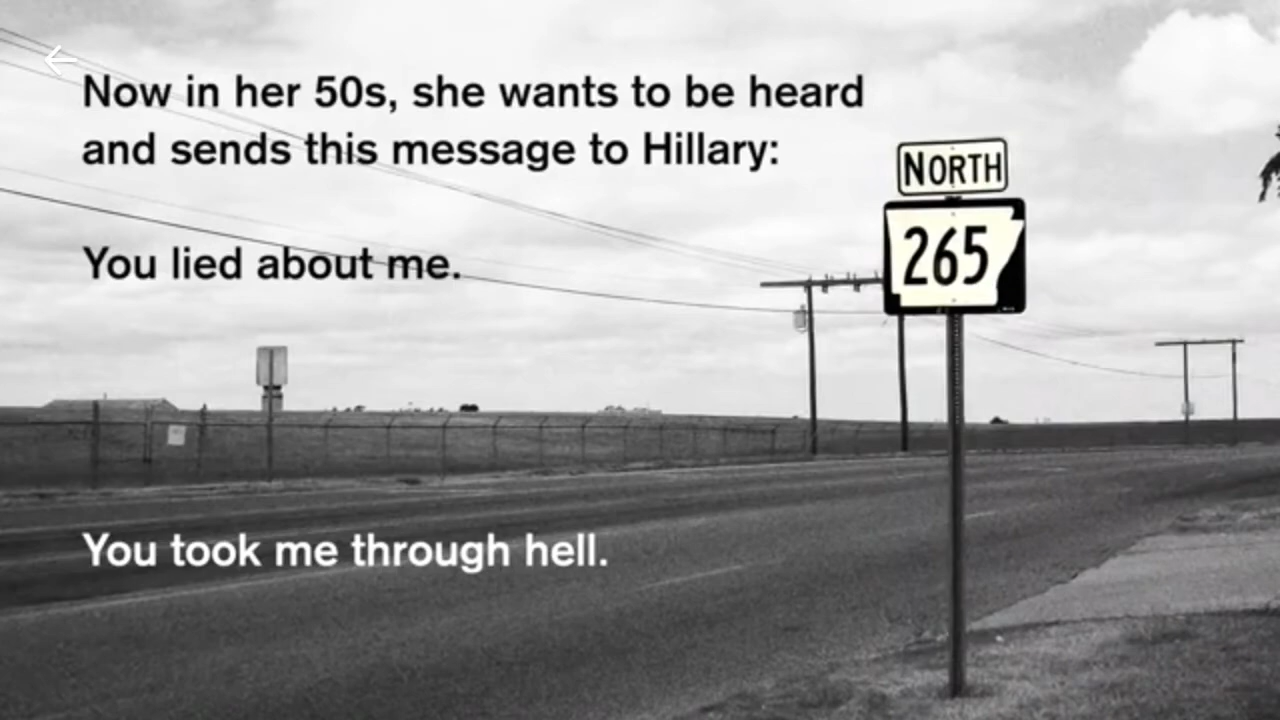 Now in her 50s, she wants to be heard
and sends this message to Hillary:
You lied about me.
NORTH
265
You took me through hell.